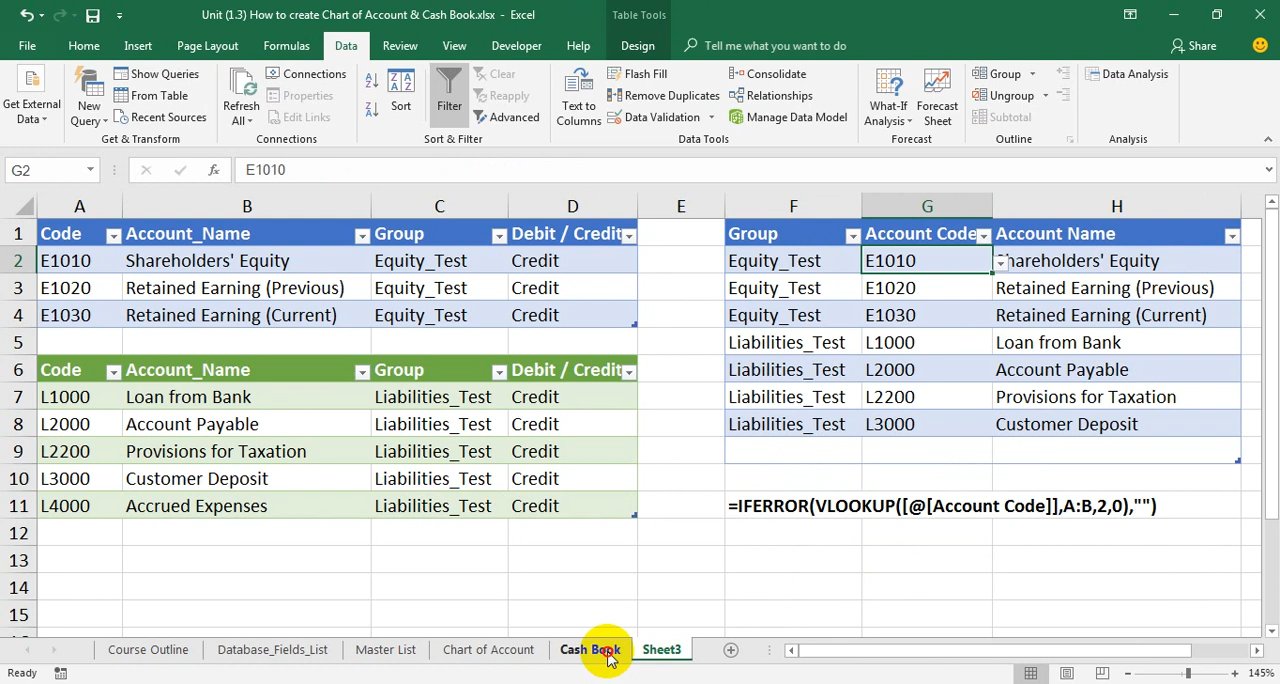 Unit (1.3) How to create Chart of Account & Cash Book.xlsx - Excel
Table Tools
File Home Insert Page Layout Formulas Data Review View Developer Help Design Tell me what you want to do Share
Get External Data
New Query
Show Queries
From Table
Recent Sources
Get & Transform
Refresh All
Connections
Properties
Edit Links
Connections
Sort
Filter
Clear
Reapply
Advanced
Sort & Filter
Text to Columns
Flash Fill
Remove Duplicates
Data Validation
Consolidate
Relationships
Manage Data Model
Data Tools
What-If Analysis
Forecast Sheet
Forecast
Group
Ungroup
Subtotal
Outline
Data Analysis
Analysis
G2 fx E1010
A B C D E F G H
1 Code Account_Name Group Debit / Credit Group Account Code Account Name
2 E1010 Shareholders' Equity Equity_Test Credit Equity_Test E1010 hareholders' Equity
3 E1020 Retained Earning (Previous) Equity_Test Credit Equity_Test E1020 Retained Earning (Previous)
4 E1030 Retained Earning (Current) Equity_Test Credit Equity_Test E1030 Retained Earning (Current)
5 Liabilities_Test L1000 Loan from Bank
6 Code Account_Name Group Debit / Credit Liabilities_Test L2000 Account Payable
7 L1000 Loan from Bank Liabilities_Test Credit Liabilities_Test L2200 Provisions for Taxation
8 L2000 Account Payable Liabilities_Test Credit Liabilities_Test L3000 Customer Deposit
9 L2200 Provisions for Taxation Liabilities_Test Credit
10 L3000 Customer Deposit Liabilities_Test Credit
11 L4000 Accrued Expenses Liabilities_Test Credit =IFERROR(VLOOKUP([@[Account Code]],A:B,2,0),"")
12
13
14
15
Course Outline Database_Fields_List Master List Chart of Account Cash Book Sheet3
Ready 145%